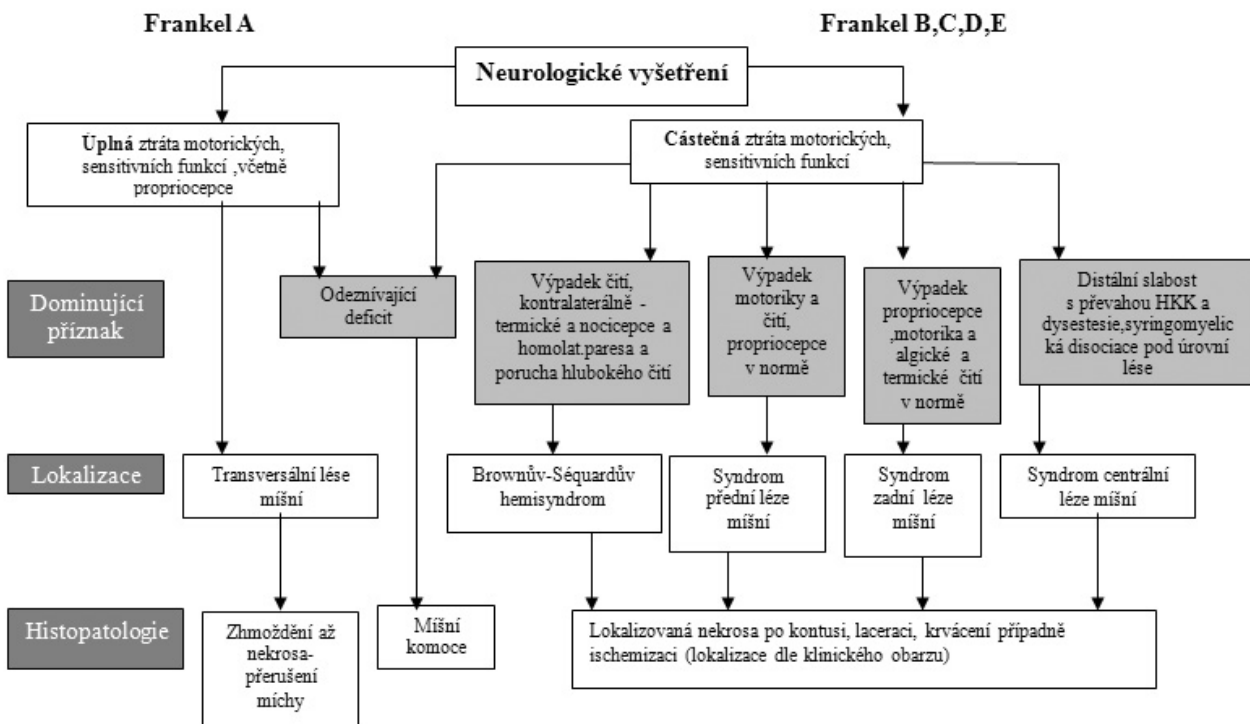 Frankel A
Frankel B,C,D,E
Neurologické vyšetření
Úplná ztráta motorických,
sensitivních funkcí ,včetně
propriocepce
Cástečná ztráta motorických,
sensitivních funkcí
Dominující
příznak
Odeznívající
deficit
Výpadek čití,
kontralaterálně -
termické a nocicepce a
homolat.paresa a
porucha hlubokého čití
Výpadek
motoriky a
čití,
propriocepce
v normě
Výpadek
propriocepce
,motorika a
algické a
termické čití
v normě
Distální slabost
s převahou HKK a
dysestesie,syringomyelic
ká disociace pod úrovní
lése
Lokalizace
Transversální lése
míšní
Brownův-Séquardův
hemisyndrom
Syndrom
přední léze
míšní
Syndrom
zadní léze
míšní
Syndrom centrální
léze míšní
Histopatologie
Zhmoždění až
nekrosa-
přerušení
míchy
Míšní
komoce
Lokalizovaná nekrosa po kontusi, laceraci, krvácení případně
ischemizaci (lokalizace dle klinického obarzu)